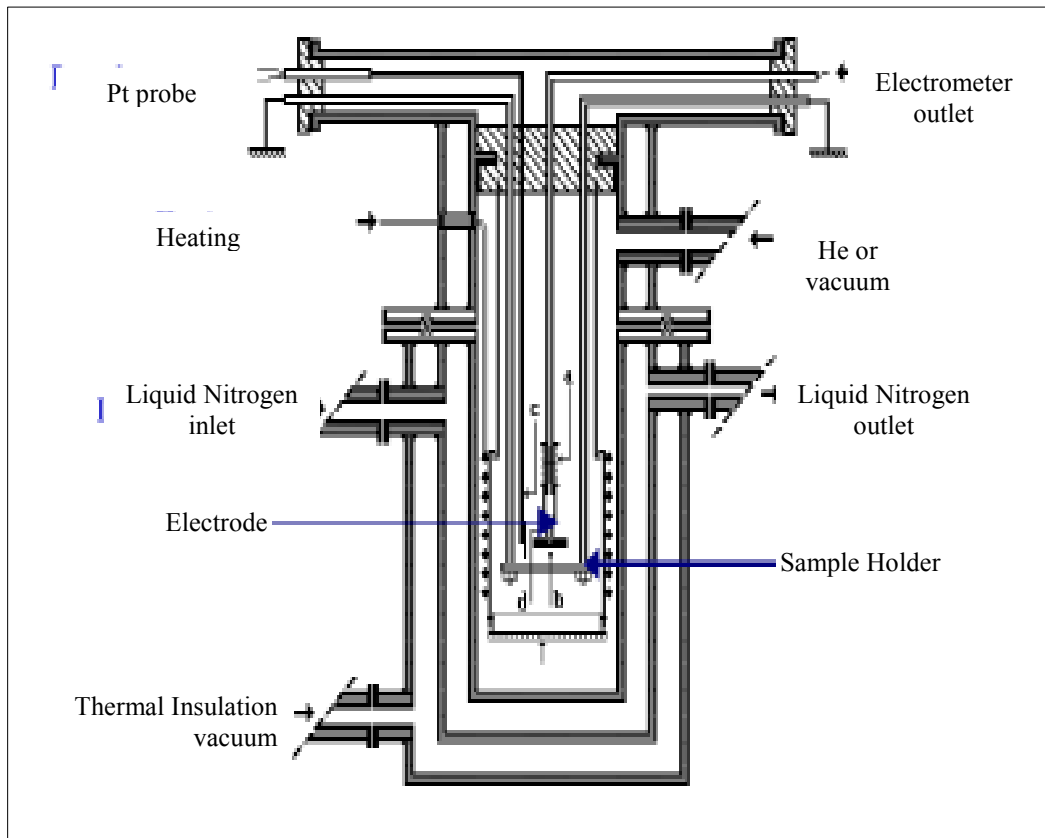 Pt probe
Electrometer
outlet
Heating
He or
vacuum
Liquid Nitrogen
inlet
Liquid Nitrogen
outlet
a
c
Electrode
Sample Holder
d
b
Thermal Insulation
vacuum